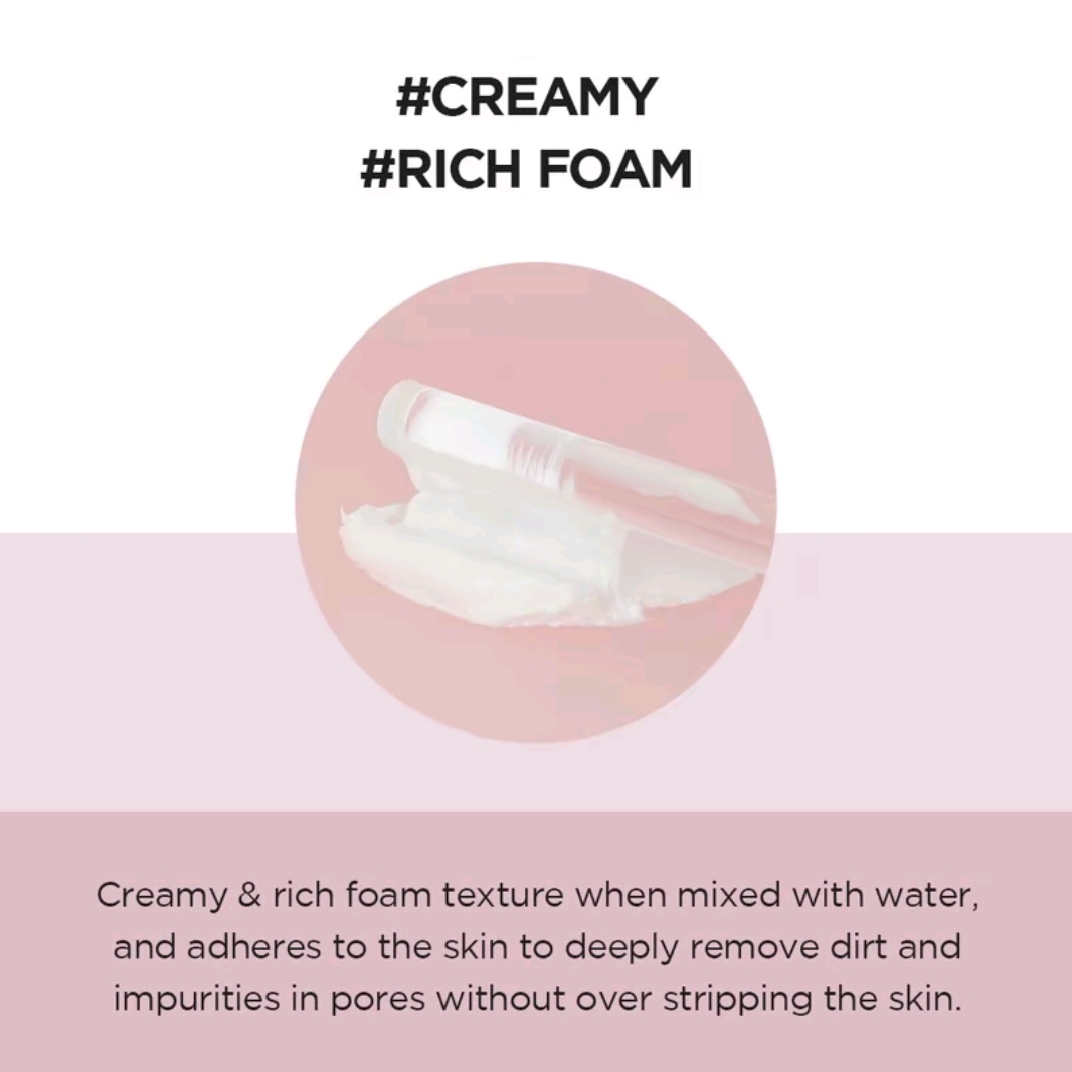 #CREAMY
#RICH FOAM
Creamy & rich foam texture when mixed with water,
and adheres to the skin to deeply remove dirt and
impurities in pores without over stripping the skin.